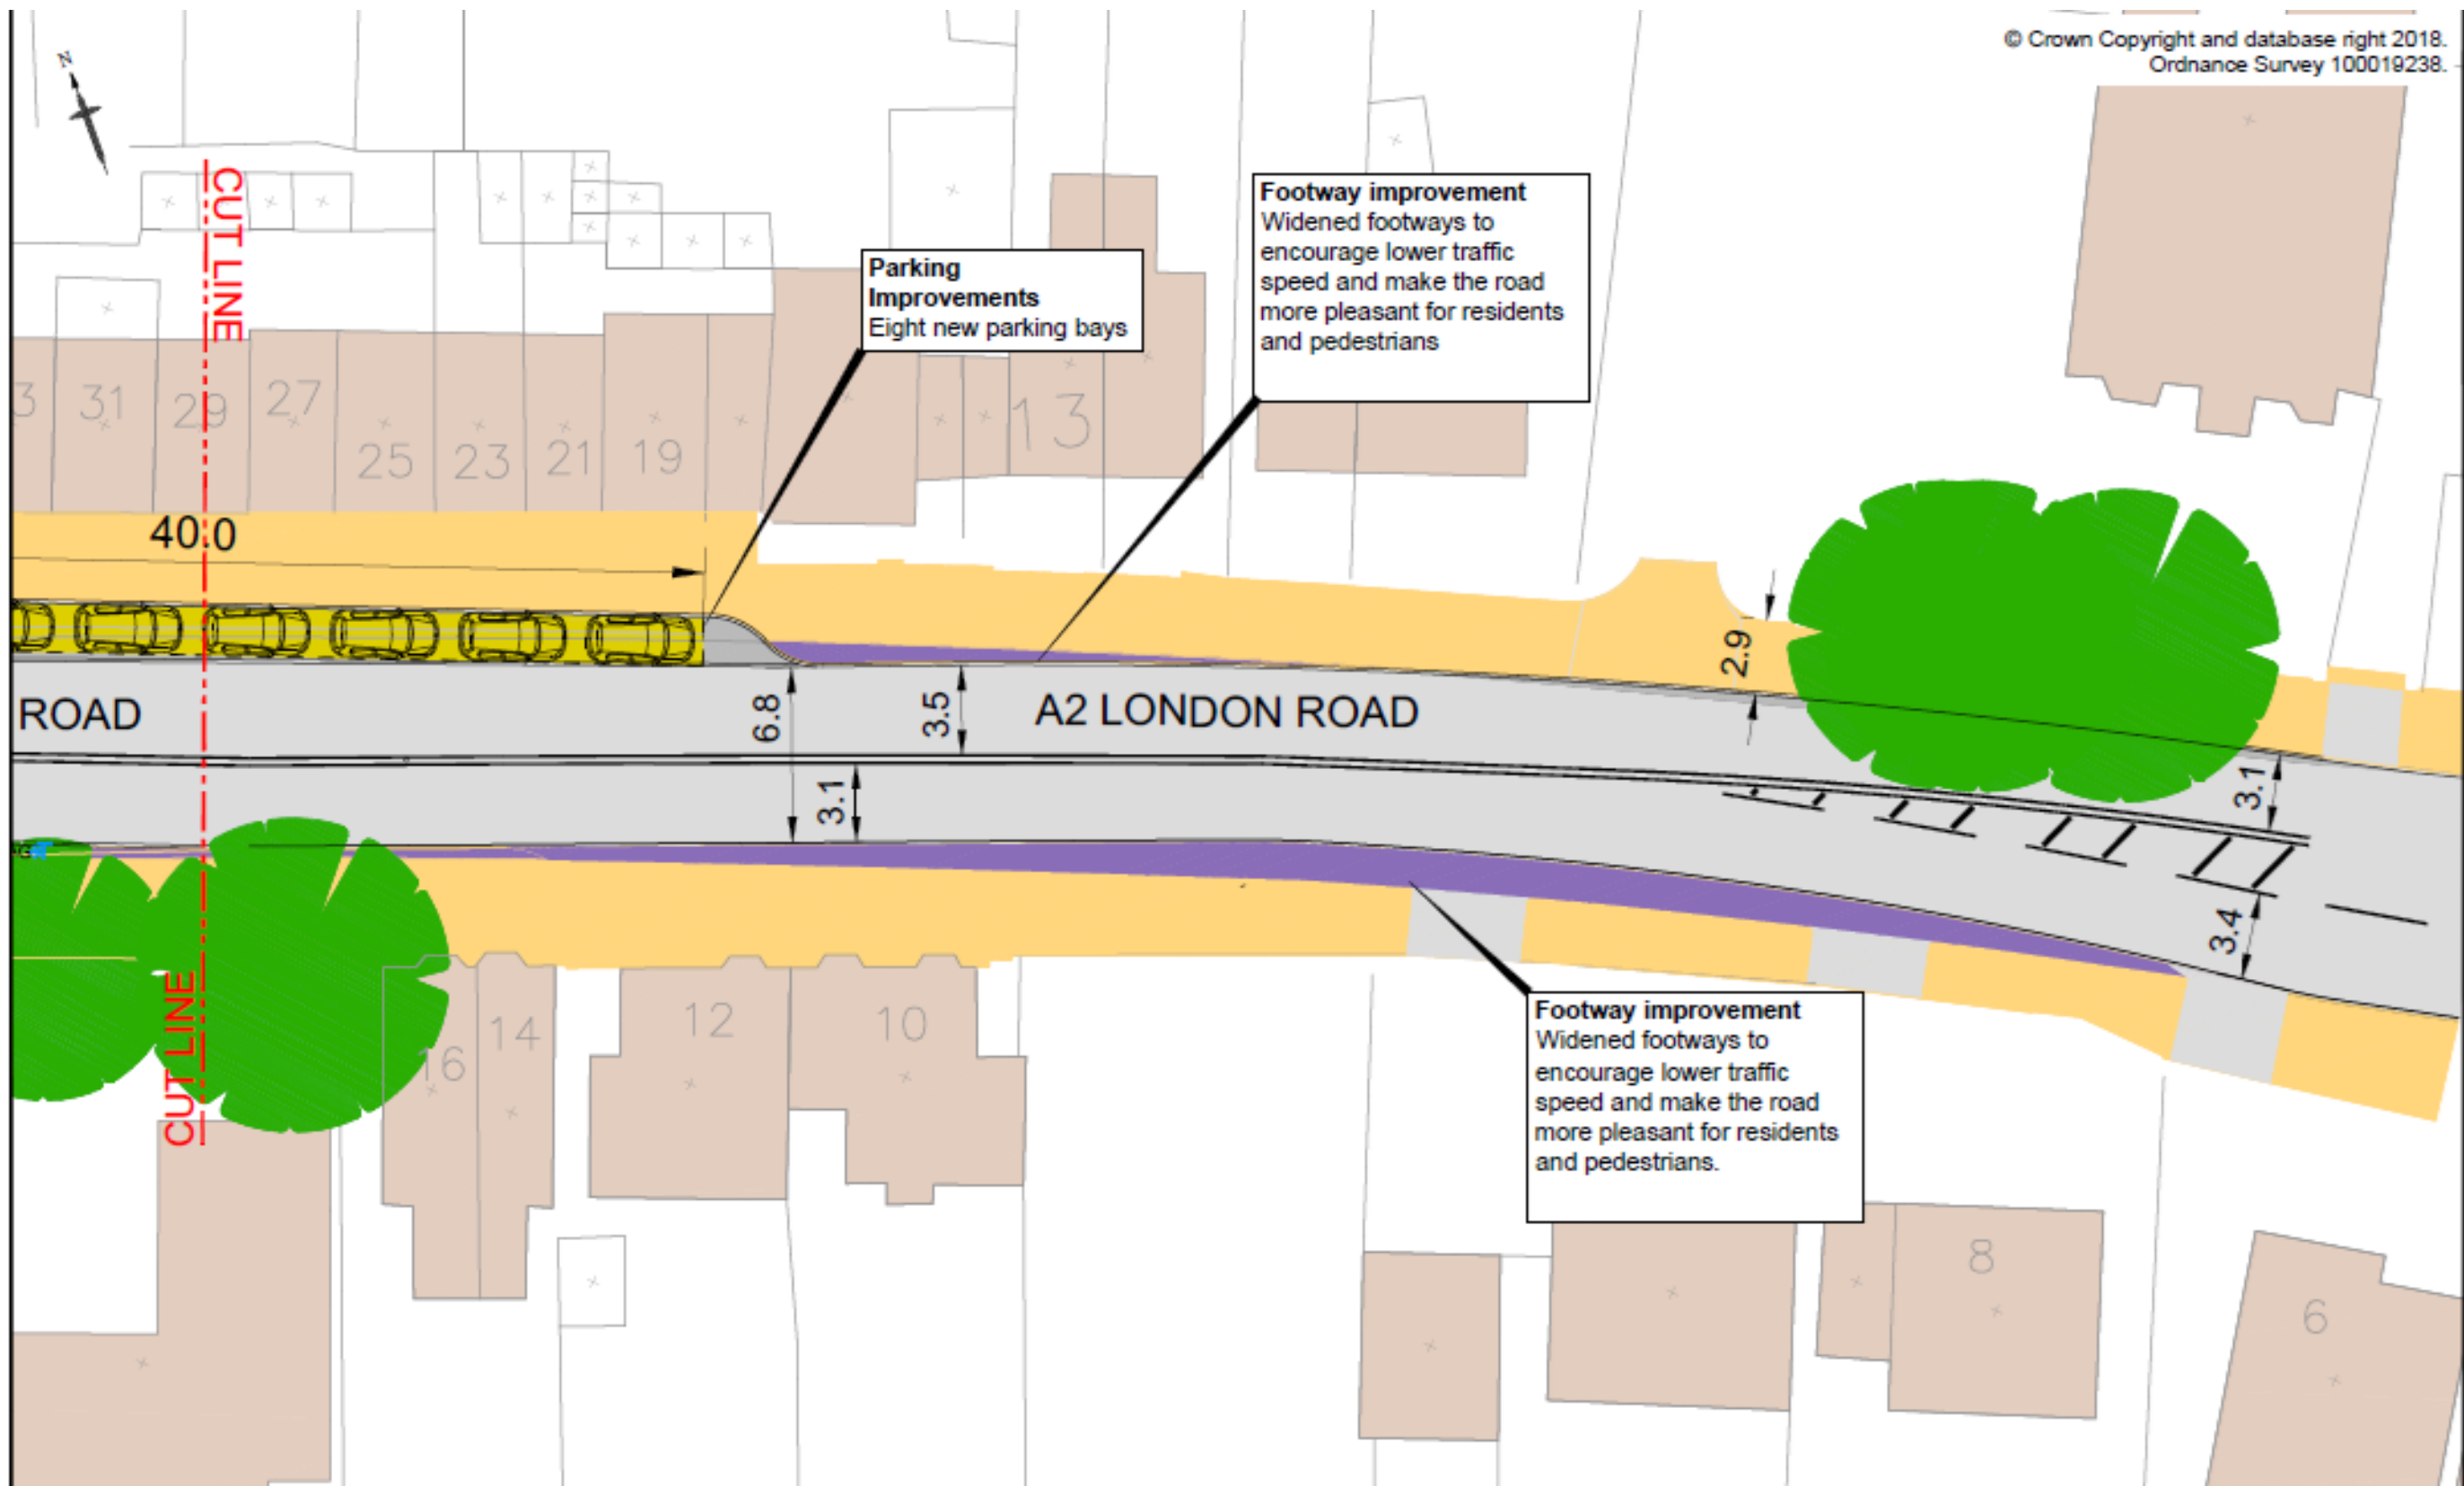 © Crown Copyright and database right 2018.
Ordnance Survey 100019238.
N
CUT LINE
Footway improvement
Widened footways to
encourage lower traffic
speed and make the road
more pleasant for residents
and pedestrians
Parking
Improvements
Eight new parking bays
3
31
29
27
25
23
21
19
13
40.0
2.9
ROAD
6.8
3.5
A2 LONDON ROAD
3.1
3.1
3.4
CUT LINE
16
14
12
10
Footway improvement
Widened footways to
encourage lower traffic
speed and make the road
more pleasant for residents
and pedestrians.
8
6